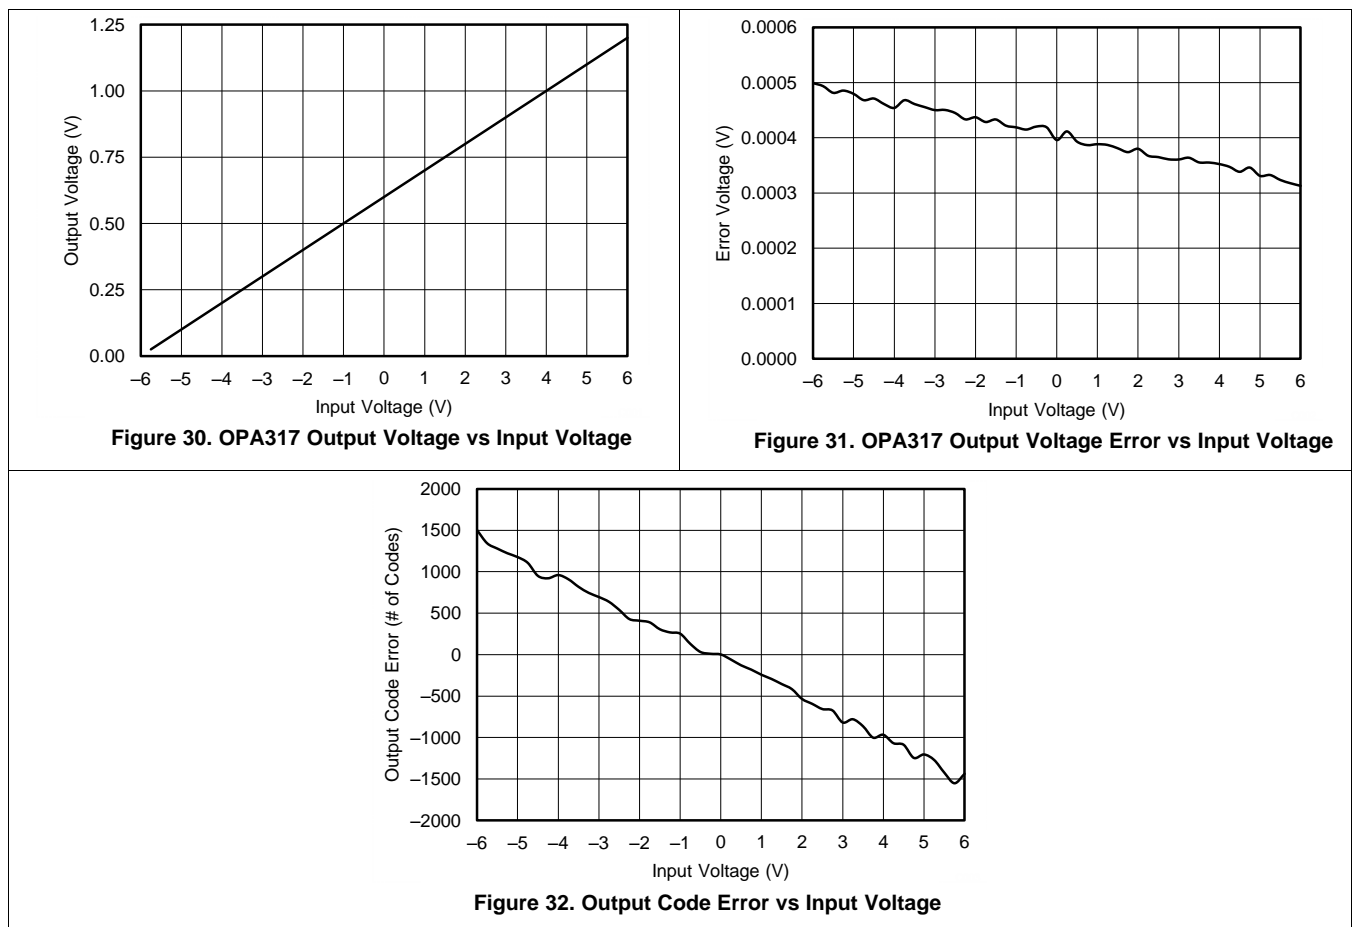 1.25
1.00
0.75
0.50
0.25
0.00
Output Voltage (V)
–6 –5 –4 –3 –2 –1 0 1 2 3 4 5 6
Input Voltage (V)
Figure 30. OPA317 Output Voltage vs Input Voltage
0.0006
0.0005
0.0004
0.0003
0.0002
0.0001
0.0000
Error Voltage (V)
–6 –5 –4 –3 –2 –1 0 1 2 3 4 5 6
Input Voltage (V)
Figure 31. OPA317 Output Voltage Error vs Input Voltage
2000
1500
1000
500
0
–500
–1000
–1500
–2000
Output Code Error (# of Codes)
–6 –5 –4 –3 –2 –1 0 1 2 3 4 5 6
Input Voltage (V)
Figure 32. Output Code Error vs Input Voltage